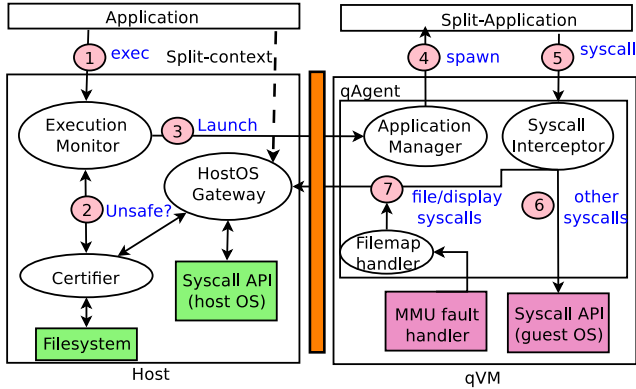 Application
Split-Application
1
exec
Split-context
4
spawn
5
syscall
qAgent
Execution
Monitor
3
Launch
Application
Manager
Syscall
Interceptor
HostOS
Gateway
7
file/display
syscalls
6
other
syscalls
2
Unsafe?
Filemap
handler
Certifier
Syscall API
(host OS)
MMU fault
handler
Syscall API
(guest OS)
Filesystem
Host
qVM